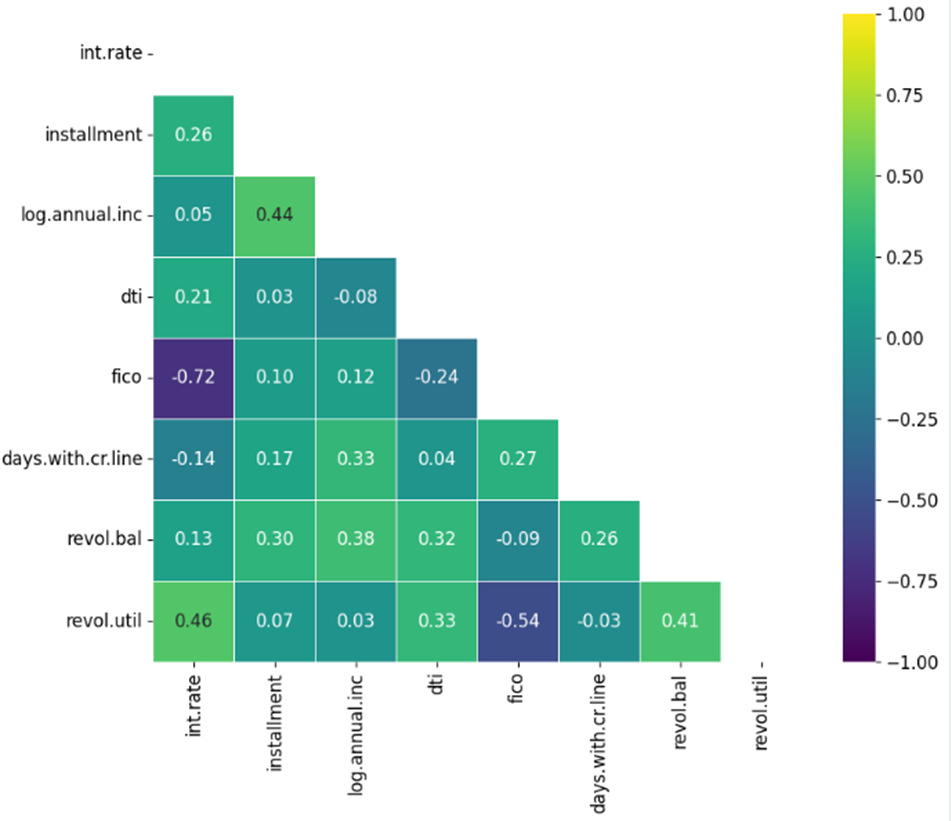 1.00
int.rate
0.75
installment 0.26
0.50
log.annual.inc 0.05 0.44
0.25
dti 0.21 0.03 -0.08
0.00
fico -0.72 0.10 0.12 -0.24
-0.25
days.with.cr.line -0.14 0.17 0.33 0.04 0.27
-0.50
revol.bal 0.13 0.30 0.38 0.32 -0.09 0.26
-0.75
revol.util 0.46 0.07 0.03 0.33 -0.54 -0.03 0.41
-1.00
int.rate
installment
log.annual.inc
dti
fico
days.with.cr.line
revol.bal
revol.util